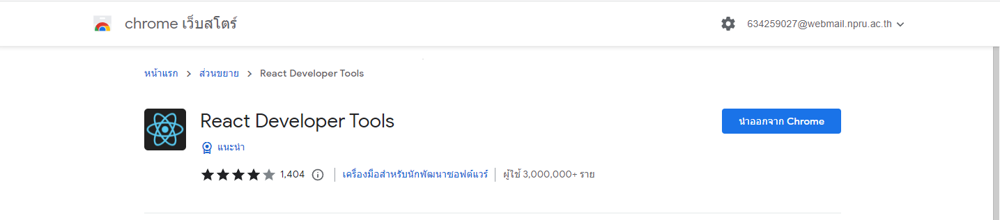 chrome เว็บสโตร์
634259027@webmail.npru.ac.th
หน้าแรก > ส่วนขยาย > React Developer Tools
React Developer Tools
นำออกจาก Chrome
แนะนำ
1,404
เครื่องมือสำหรับนักพัฒนาซอฟต์แวร์
ผู้ใช้ 3,000,000+ ราย